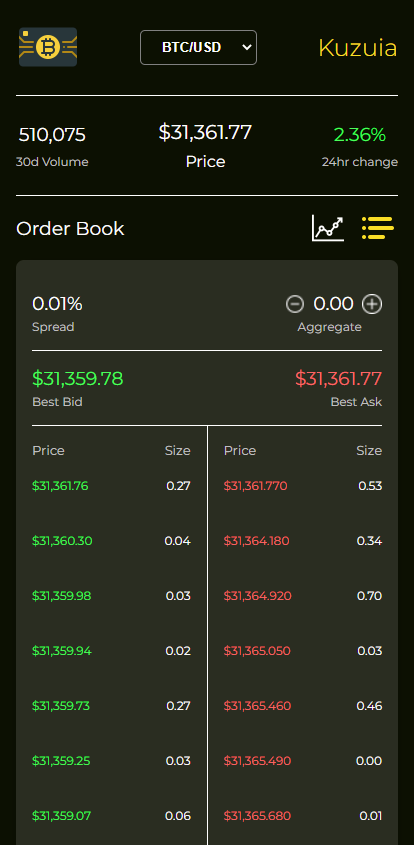 BTC/USD
Kuzuia
510,075 $31,361.77 2.36%
30d Volume Price 24hr change
Order Book
0.01% 0.00
Spread Aggregate
$31,359.78 $31,361.77
Best Bid Best Ask
Price Size Price Size
$31,361.76 0.27 $31,361.770 0.53
$31,360.30 0.04 $31,364.180 0.34
$31,359.98 0.03 $31,364.920 0.70
$31,359.94 0.02 $31,365.050 0.03
$31,359.73 0.27 $31,365.460 0.46
$31,359.25 0.03 $31,365.490 0.00
$31,359.07 0.06 $31,365.680 0.01